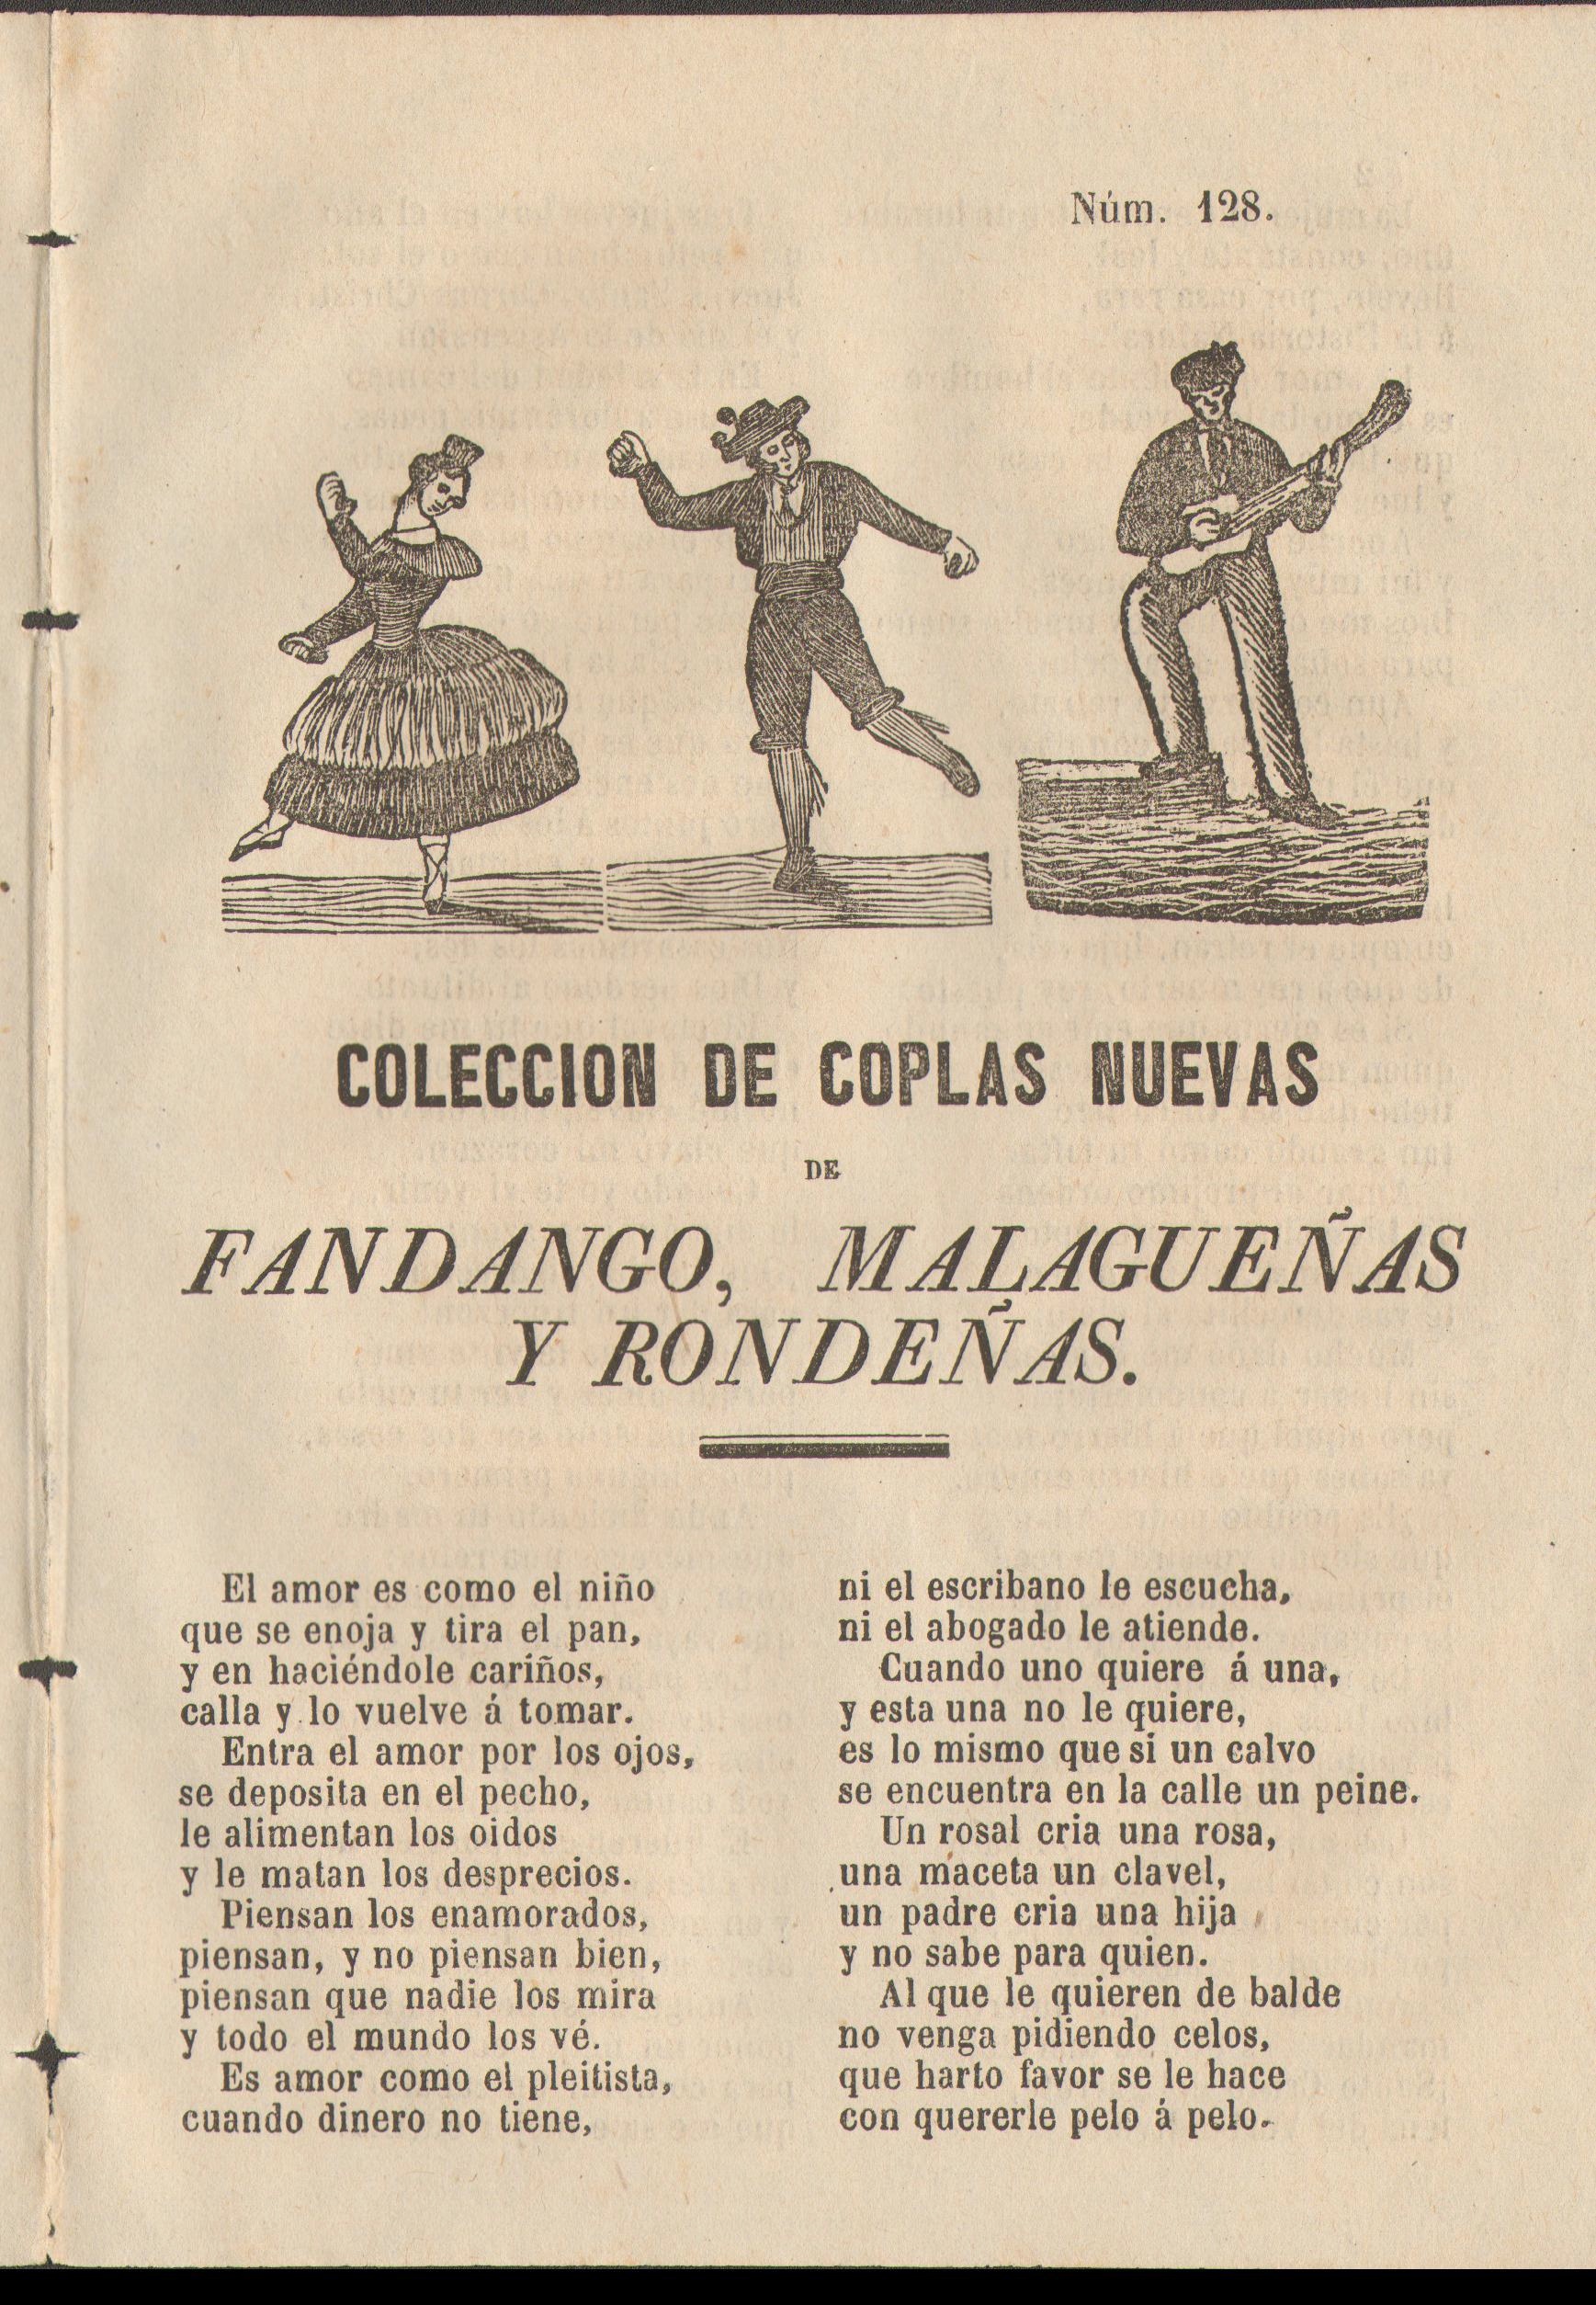 Núm. 128.
COLECCION DE COPLAS NUEVAS
DE
FANDANGO, MALAGUEÑAS
Y RONDEÑAS.
El amor es como el niño
que se enoja y tira el pan,
y en haciéndole cariños,
calla y lo vuelve á tomar.
Entra el amor por los ojos,
se deposita en el pecho,
le alimentan los oidos
y le matan los desprecios.
Piensan los enamorados,
piensan, y no piensan bien,
piensan que nadie los mira
y todo el mundo los vé.
Es amor como el pleitista,
cuando dinero no tiene,
ni el escribano le escucha,
ni el abogado le atiende.
Cuando uno quiere á una,
y esta una no le quiere,
es lo mismo que si un calvo
se encuentra en la calle un peine.
Un rosal cria una rosa,
una maceta un clavel,
un padre cria una hija
y no sabe para quien.
Al que le quieren de balde
no venga pidiendo celos,
que harto favor se le hace
con quererle pelo á pelo.